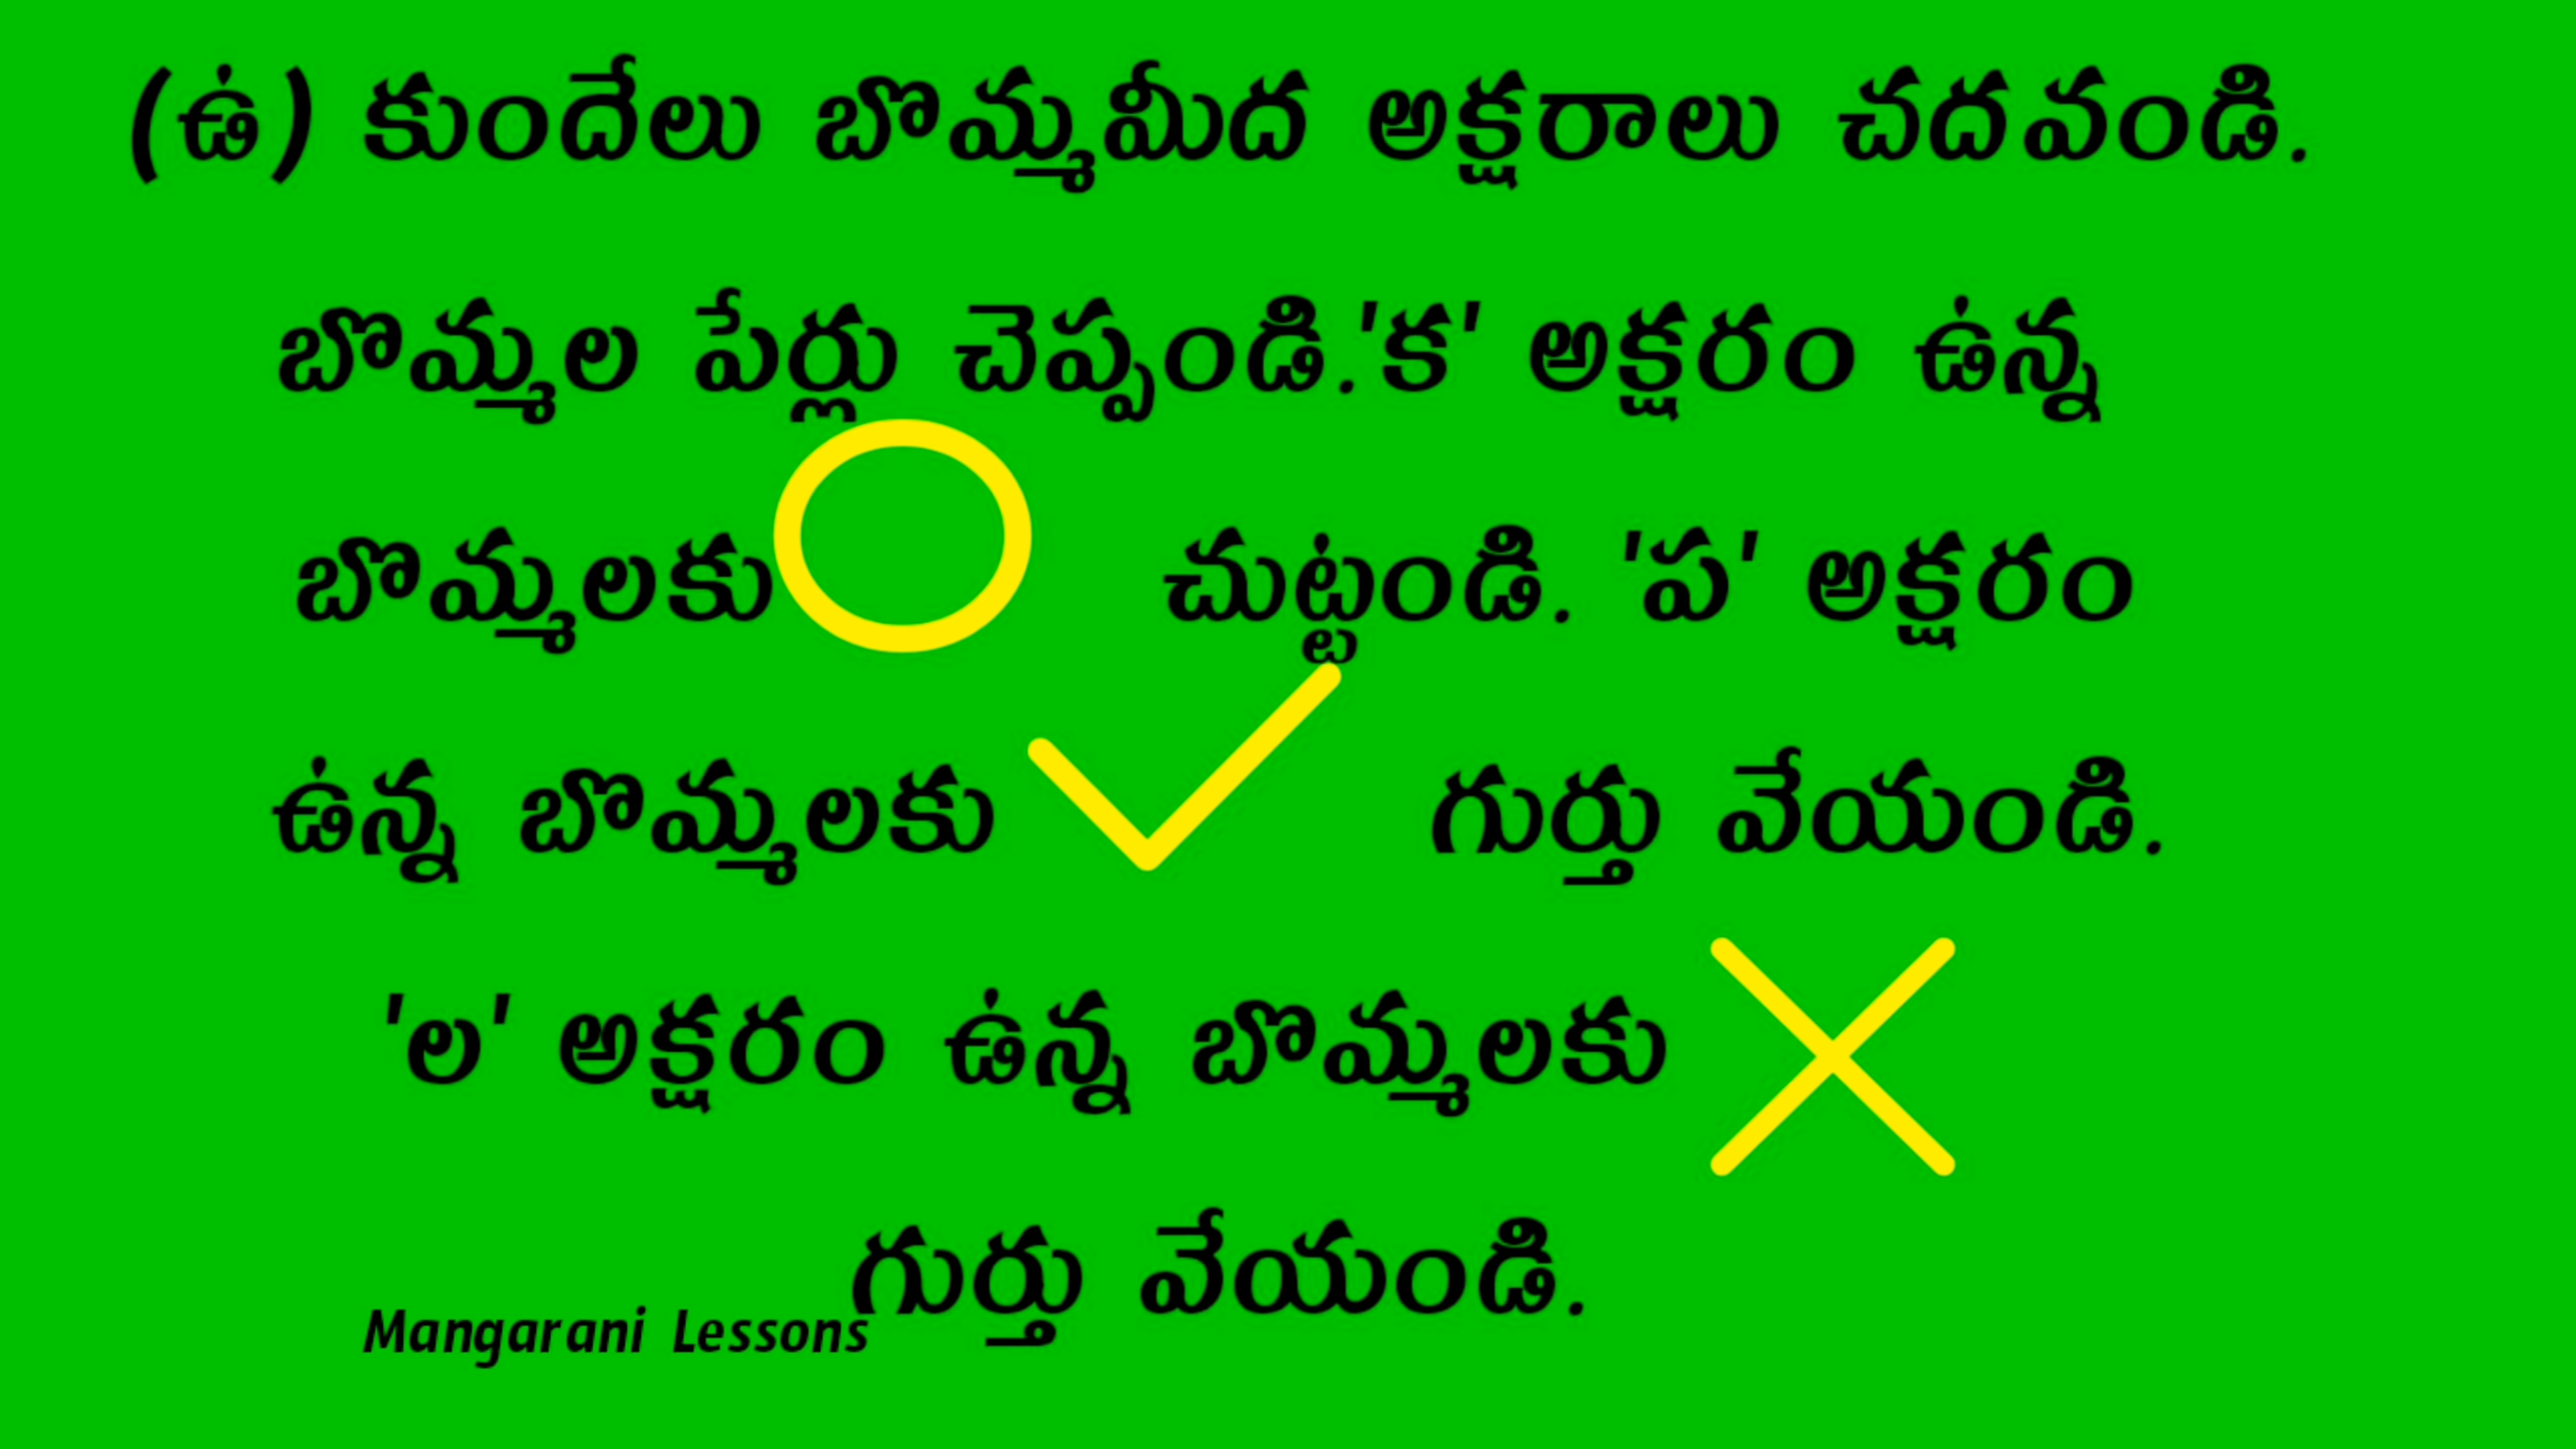 (ఉ) కుందేలు బొమ్మమీద అక్షరాలు చదవండి.
బొమ్మల పేర్లు చెప్పండి.'క' అక్షరం ఉన్న
బొమ్మలకు చుట్టండి. 'ప' అక్షరం
ఉన్న బొమ్మలకు గుర్తు వేయండి.
'ల' అక్షరం ఉన్న బొమ్మలకు
గుర్తు వేయండి.
Mangarani Lessons